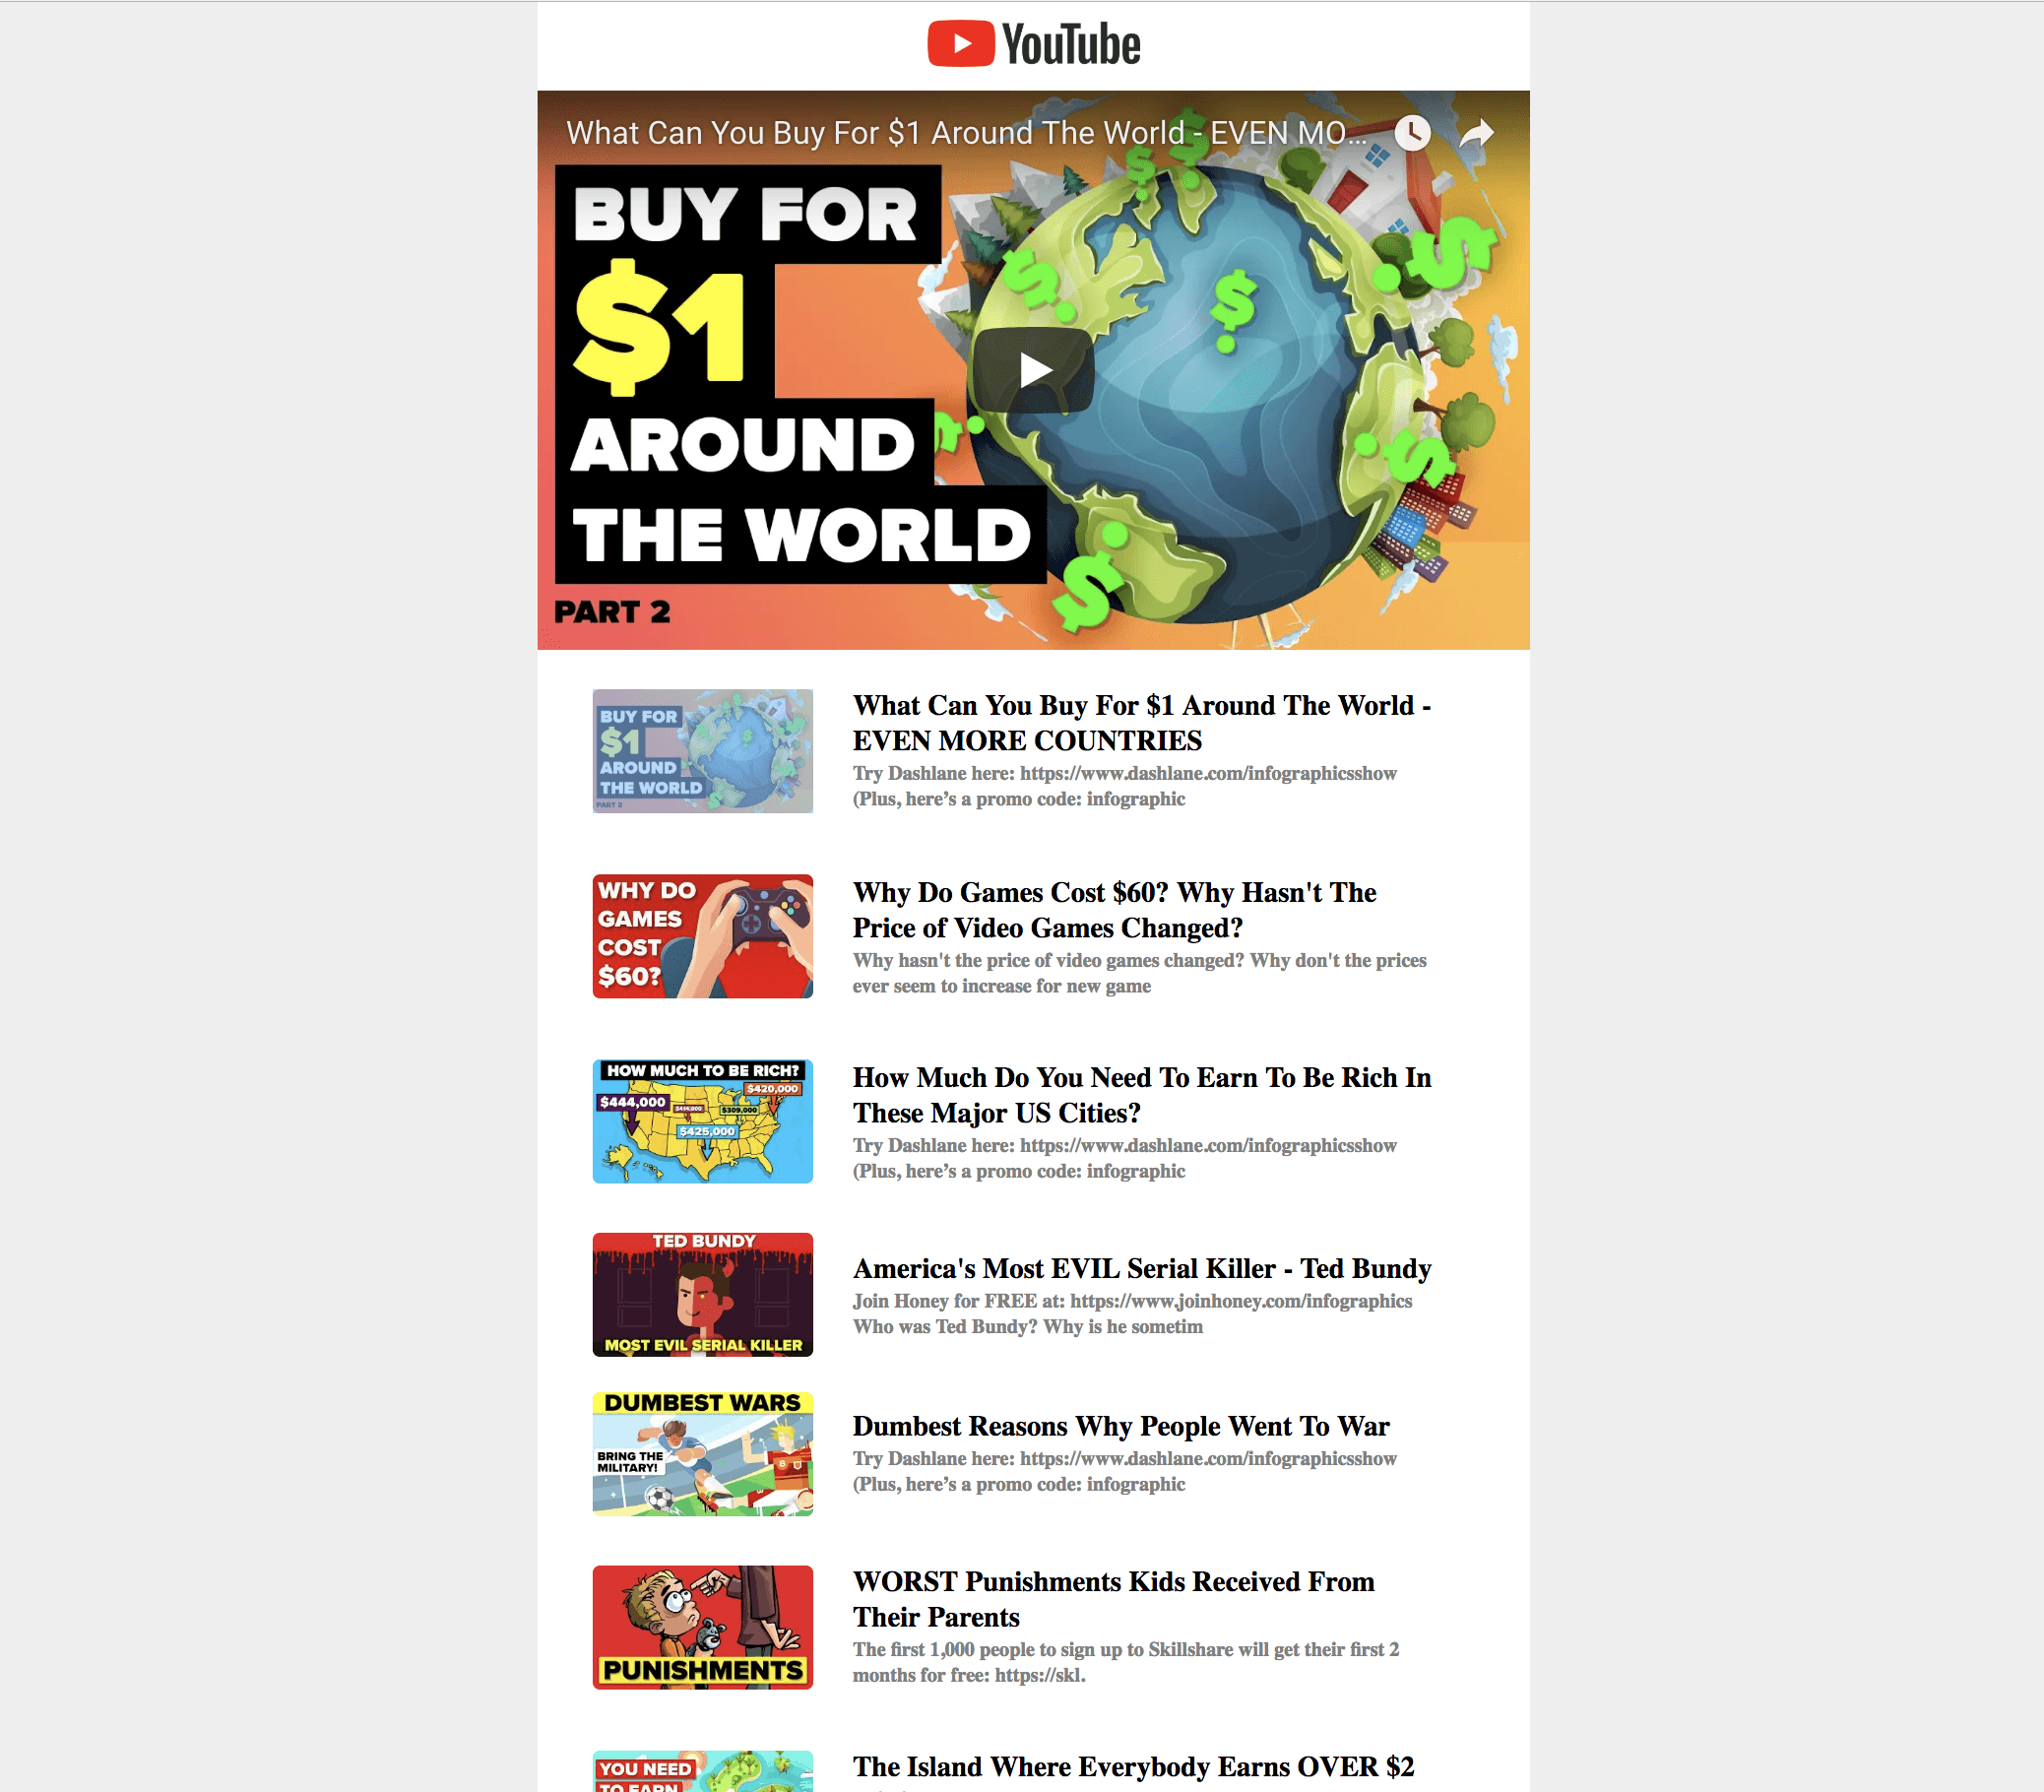 YouTube
What Can You Buy For $1 Around The World - EVEN MO...
BUY FOR
$1
AROUND
THE WORLD
PART 2
BUY FOR
$1
AROUND
THE WORLD
PART 2
What Can You Buy For $1 Around The World -
EVEN MORE COUNTRIES
Try Dashlane here: https://www.dashlane.com/infographicsshow
(Plus, here’s a promo code: infographic
WHY DO
GAMES
COST
$60?
Why Do Games Cost $60? Why Hasn't The
Price of Video Games Changed?
Why hasn't the price of video games changed? Why don't the prices
ever seem to increase for new game
HOW MUCH TO BE RICH?
$420,000
$444,000
$309,000
$425,000
How Much Do You Need To Earn To Be Rich In
These Major US Cities?
Try Dashlane here: https://www.dashlane.com/infographicsshow
(Plus, here’s a promo code: infographic
TED BUNDY
MOST EVIL SERIAL KILLER
America's Most EVIL Serial Killer - Ted Bundy
Join Honey for FREE at: https://www.joinhoney.com/infographics
Who was Ted Bundy? Why is he sometim
DUMBEST WARS
BRING THE
MILITARY!
Dumbest Reasons Why People Went To War
Try Dashlane here: https://www.dashlane.com/infographicsshow
(Plus, here’s a promo code: infographic
PUNISHMENTS
WORST Punishments Kids Received From
Their Parents
The first 1,000 people to sign up to Skillshare will get their first 2
months for free: https://skl.
YOU NEED
TO EARN
The Island Where Everybody Earns OVER $2